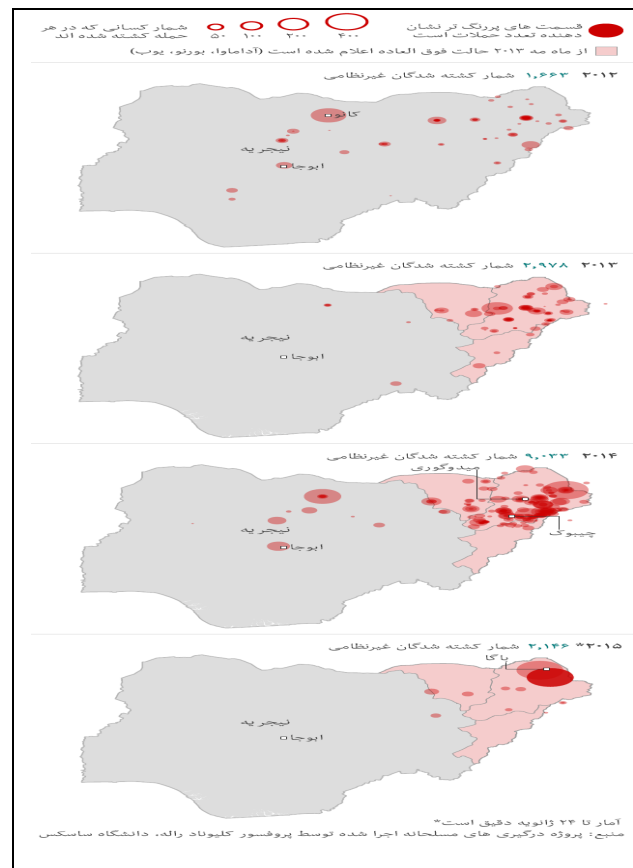 قسمت های پررنگ تر نشان
دهنده تعدد حملات است
شمار کسانی که در هر
حمله کشته شده اند
۵۰ ۱۰۰ ۲۰۰ ۴۰۰
از ماه مه ۲۰۱۳ حالت فوق العاده اعلام شده است (آداماوا، بورنو، یوب)
۲۰۱۲ ۱,۶۶۳ شمار کشته شدگان غیرنظامی
کانو
نیجریه
ابوجا
۲۰۱۳ ۲,۹۷۸ شمار کشته شدگان غیرنظامی
نیجریه
ابوجا
۲۰۱۴ ۹,۰۳۳ شمار کشته شدگان غیرنظامی
میدوگوری
نیجریه
ابوجا
چیبوک
۲۰۱۵* ۲,۱۴۶ شمار کشته شدگان غیرنظامی
باگا
نیجریه
ابوجا
آمار تا ۲۴ ژانویه دقیق است*
منبع: پروژه درگیری های مسلحانه اجرا شده توسط پروفسور کلیوناد راله، دانشگاه ساسکس